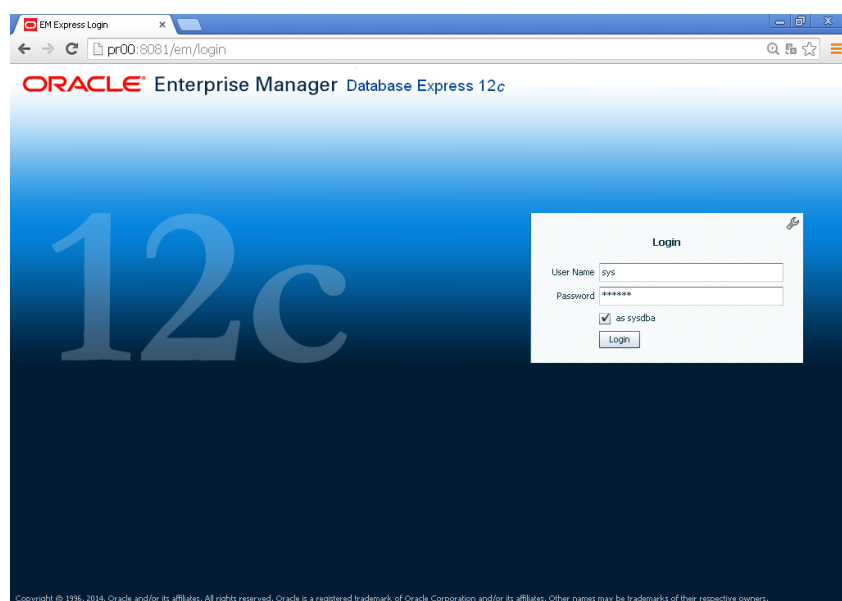 EM Express Login
pr00:8081/em/login
ORACLE® Enterprise Manager Database Express 12c
12c
Login
User Name sys
Password ******
as sysdba
Login
Copyright © 1996, 2014, Oracle and/or its affiliates. All rights reserved. Oracle is a registered trademark of Oracle Corporation and/or its affiliates. Other names may be trademarks of their respective owners.